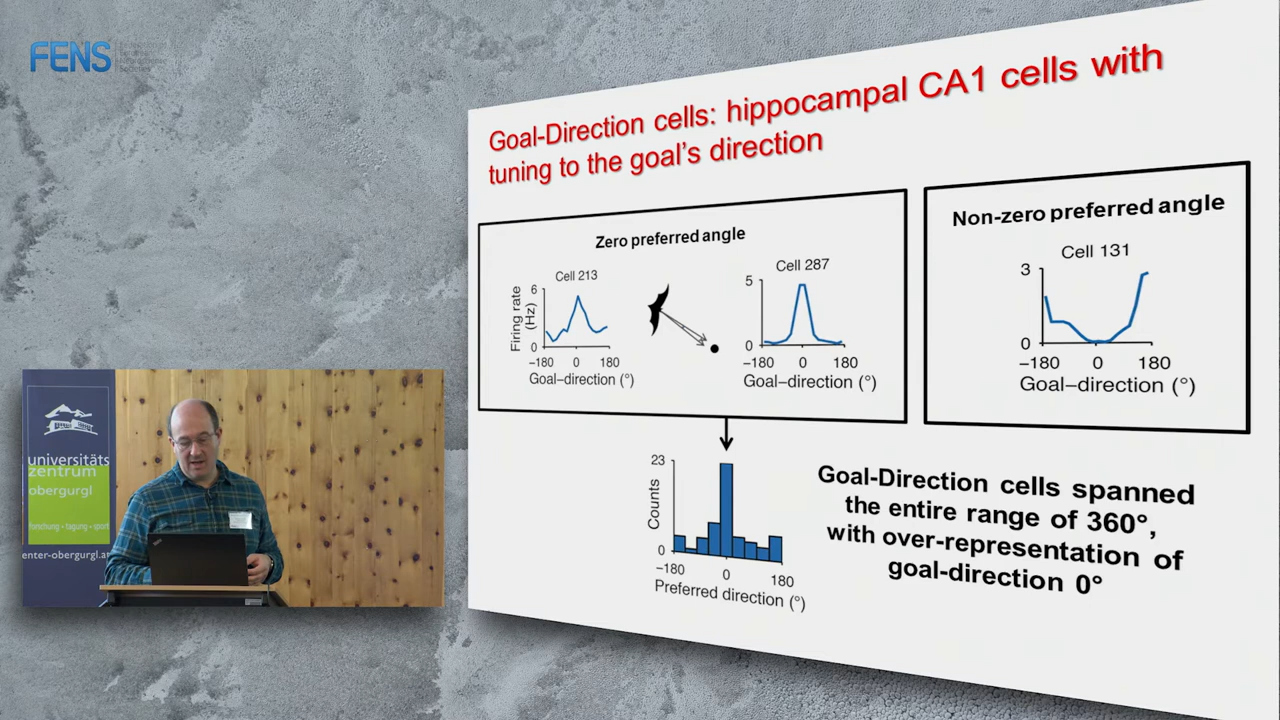 FENS
Goal-Direction cells: hippocampal CA1 cells with
tuning to the goal's direction
Zero preferred angle
Cell 213
6
0
Firing rate
(Hz)
−180 0 180
Goal–direction (°)
Cell 287
5
0
−180 0 180
Goal–direction (°)
Non-zero preferred angle
Cell 131
3
0
−180 0 180
Goal–direction (°)
23
0
Counts
−180 0 180
Preferred direction (°)
Goal-Direction cells spanned
the entire range of 360°,
with over-representation of
goal-direction 0°
universitäts
zentrum
obergurgl
forschung • tagung • sport
enter-obergurgl.at